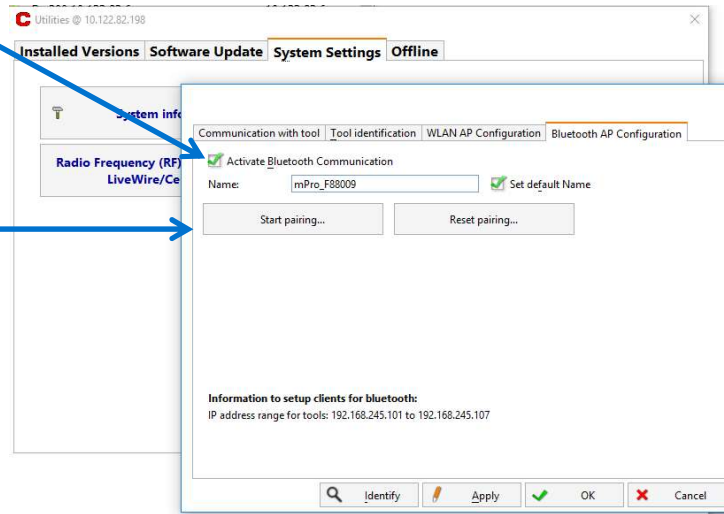 Utilities @ 10.122.82.198
Installed Versions Software Update System Settings Offline
System info
Radio Frequency (RF)
LiveWire/Ce
Communication with tool Tool identification WLAN AP Configuration Bluetooth AP Configuration
Activate Bluetooth Communication
Name: mPro_F88009 Set default Name
Start pairing... Reset pairing...
Information to setup clients for bluetooth:
IP address range for tools: 192.168.245.101 to 192.168.245.107
Identify Apply OK Cancel